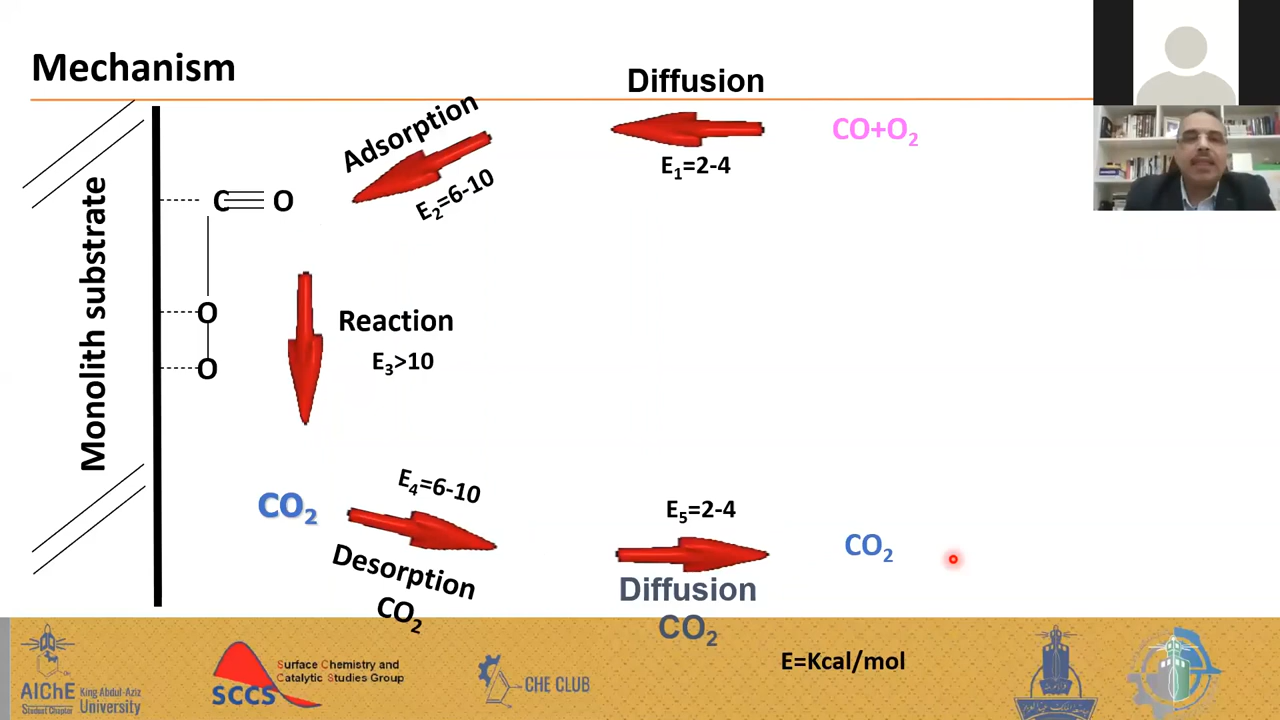 Mechanism
Diffusion
CO+O₂
E₁=2-4
Adsorption
E₂=6-10
Monolith substrate
C≡O
O
O
Reaction
E₃>10
CO₂
E₄=6-10
Desorption
CO₂
E₅=2-4
Diffusion
CO₂
CO₂
E=Kcal/mol
AIChE
Student Chapter
King Abdul-Aziz
University
SCCS
Surface Chemistry and
Catalytic Studies Group
CHE CLUB